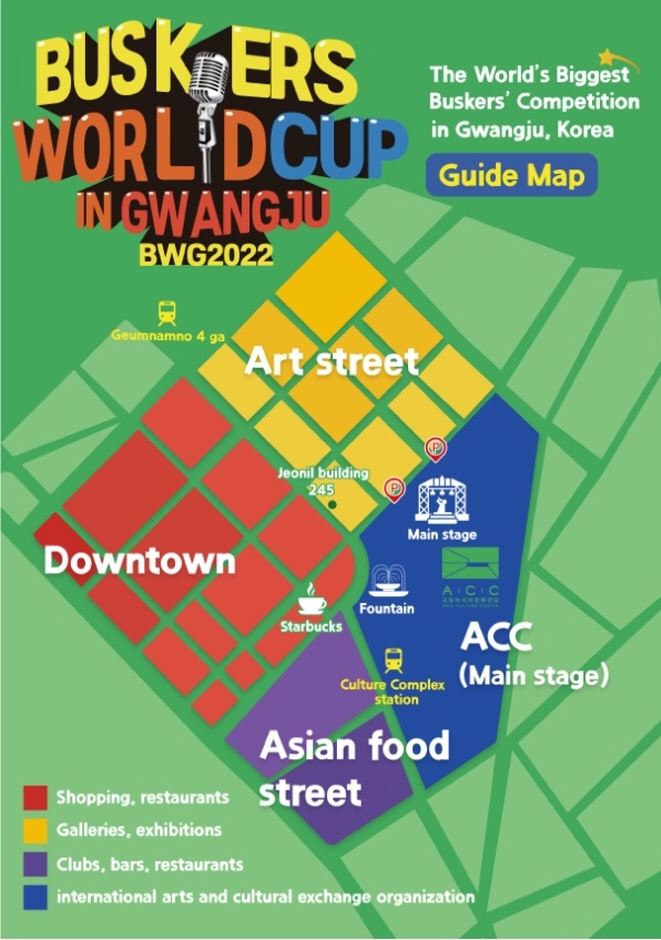 BUSKERS
WORLDCUP
IN GWANGJU
BWG2022
The World's Biggest
Buskers' Competition
in Gwangju, Korea
Guide Map
Geumnamno 4 ga
Art street
Jeonil building
245
P
P
Main stage
Downtown
ACC
국립아시아문화전당
ASIA CULTURE CENTER
Fountain
Starbucks
ACC
(Main stage)
Culture Complex
station
Asian food
street
Shopping, restaurants
Galleries, exhibitions
Clubs, bars, restaurants
international arts and cultural exchange organization